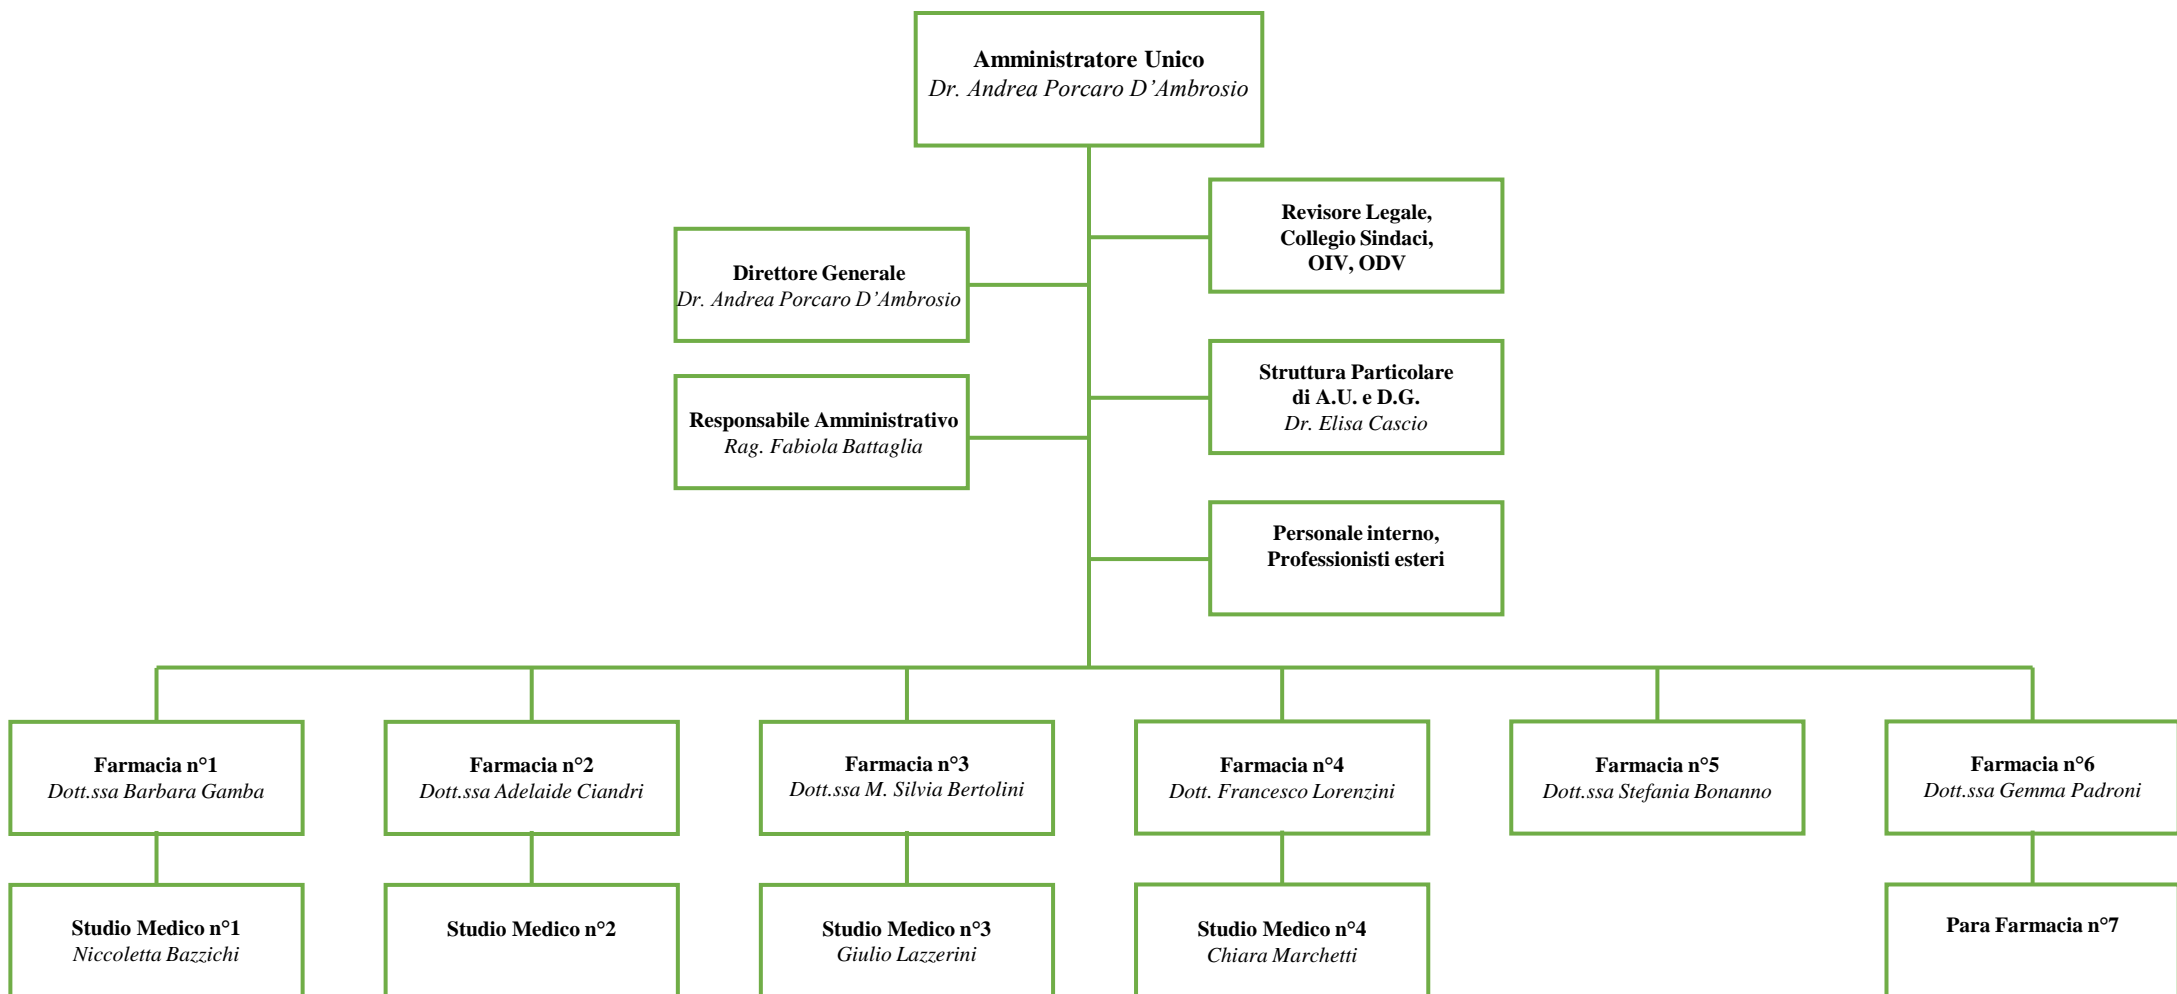 Amministratore Unico
Dr. Andrea Porcaro D’Ambrosio
Revisore Legale,
Collegio Sindaci,
OIV, ODV
Direttore Generale
Dr. Andrea Porcaro D’Ambrosio
Struttura Particolare
di A.U. e D.G.
Dr. Elisa Cascio
Responsabile Amministrativo
Rag. Fabiola Battaglia
Personale interno,
Professionisti esteri
Farmacia n°1
Dott.ssa Barbara Gamba
Farmacia n°2
Dott.ssa Adelaide Ciandri
Farmacia n°3
Dott.ssa M. Silvia Bertolini
Farmacia n°4
Dott. Francesco Lorenzini
Farmacia n°5
Dott.ssa Stefania Bonanno
Farmacia n°6
Dott.ssa Gemma Padroni
Studio Medico n°1
Niccoletta Bazzichi
Studio Medico n°2
Studio Medico n°3
Giulio Lazzerini
Studio Medico n°4
Chiara Marchetti
Para Farmacia n°7